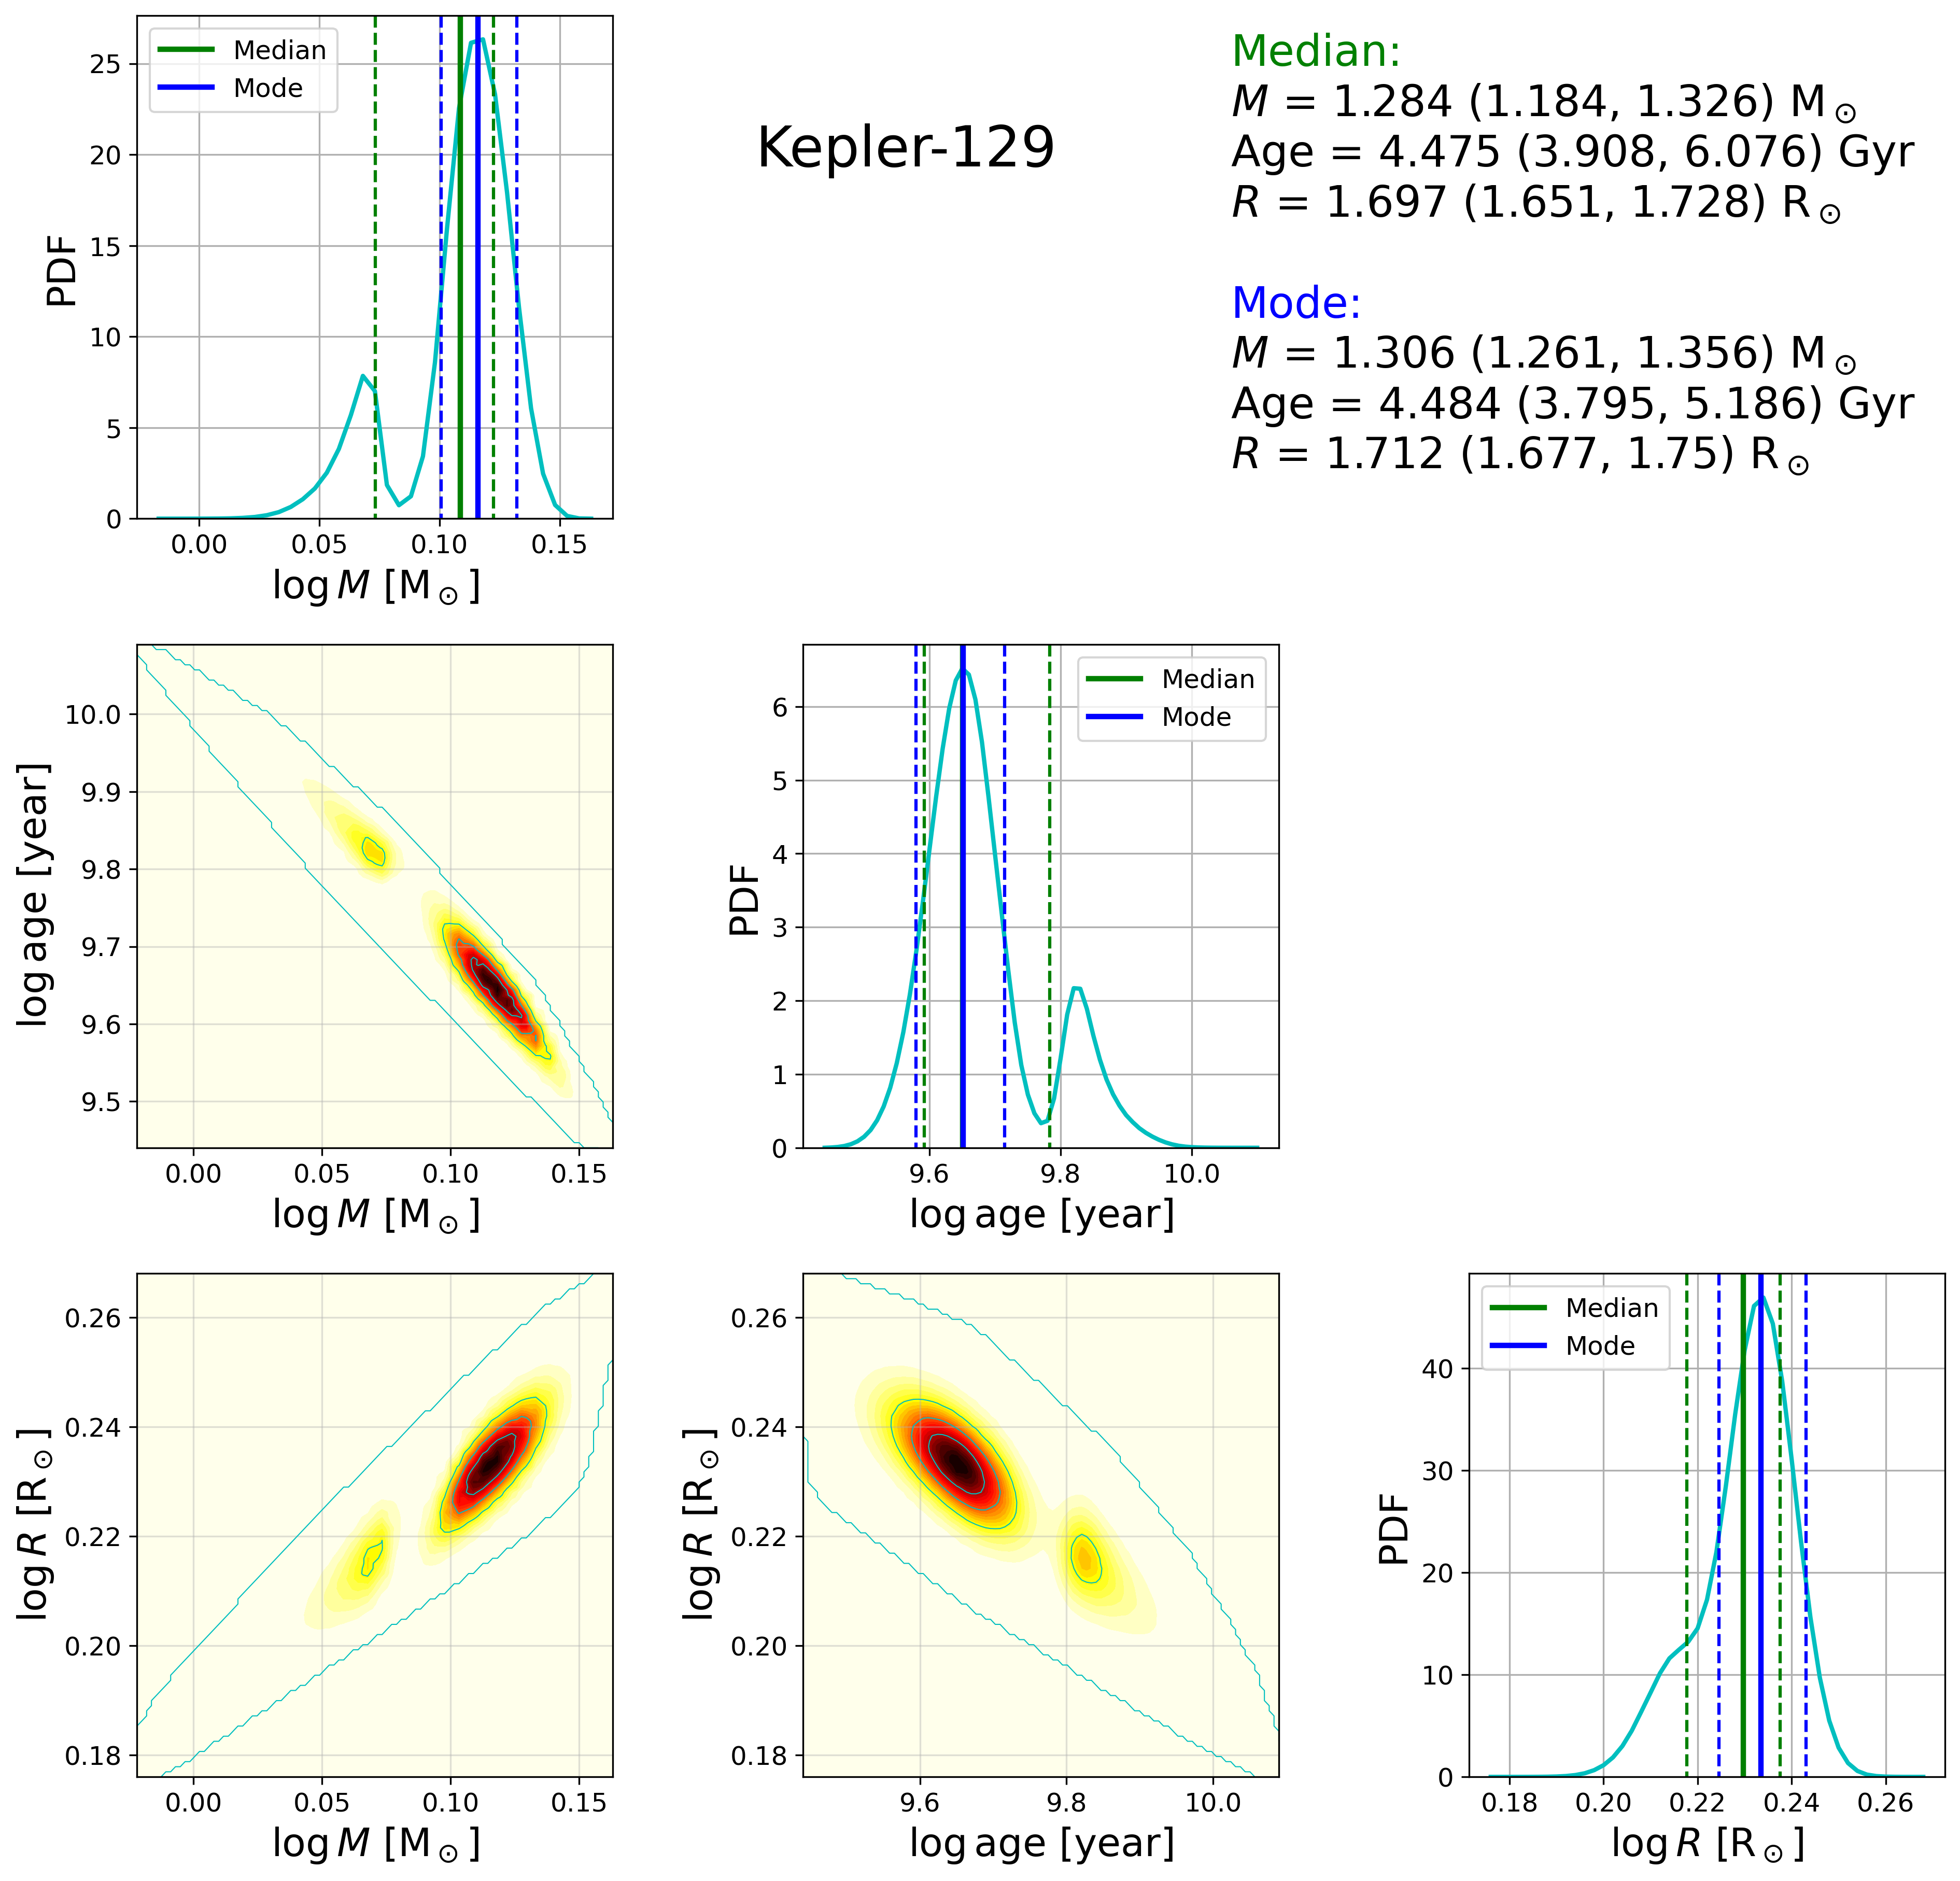 Median
Mode
25
20
15
10
5
0
PDF
0.00 0.05 0.10 0.15
log M [M⊙]
Kepler-129
Median:
M = 1.284 (1.184, 1.326) M⊙
Age = 4.475 (3.908, 6.076) Gyr
R = 1.697 (1.651, 1.728) R⊙
Mode:
M = 1.306 (1.261, 1.356) M⊙
Age = 4.484 (3.795, 5.186) Gyr
R = 1.712 (1.677, 1.75) R⊙
10.0
9.9
9.8
9.7
9.6
9.5
log age [year]
0.00 0.05 0.10 0.15
log M [M⊙]
Median
Mode
6
5
4
3
2
1
0
PDF
9.6 9.8 10.0
log age [year]
0.26
0.24
0.22
0.20
0.18
log R [R⊙]
0.00 0.05 0.10 0.15
log M [M⊙]
0.26
0.24
0.22
0.20
0.18
log R [R⊙]
9.6 9.8 10.0
log age [year]
Median
Mode
40
30
20
10
0
PDF
0.18 0.20 0.22 0.24 0.26
log R [R⊙]